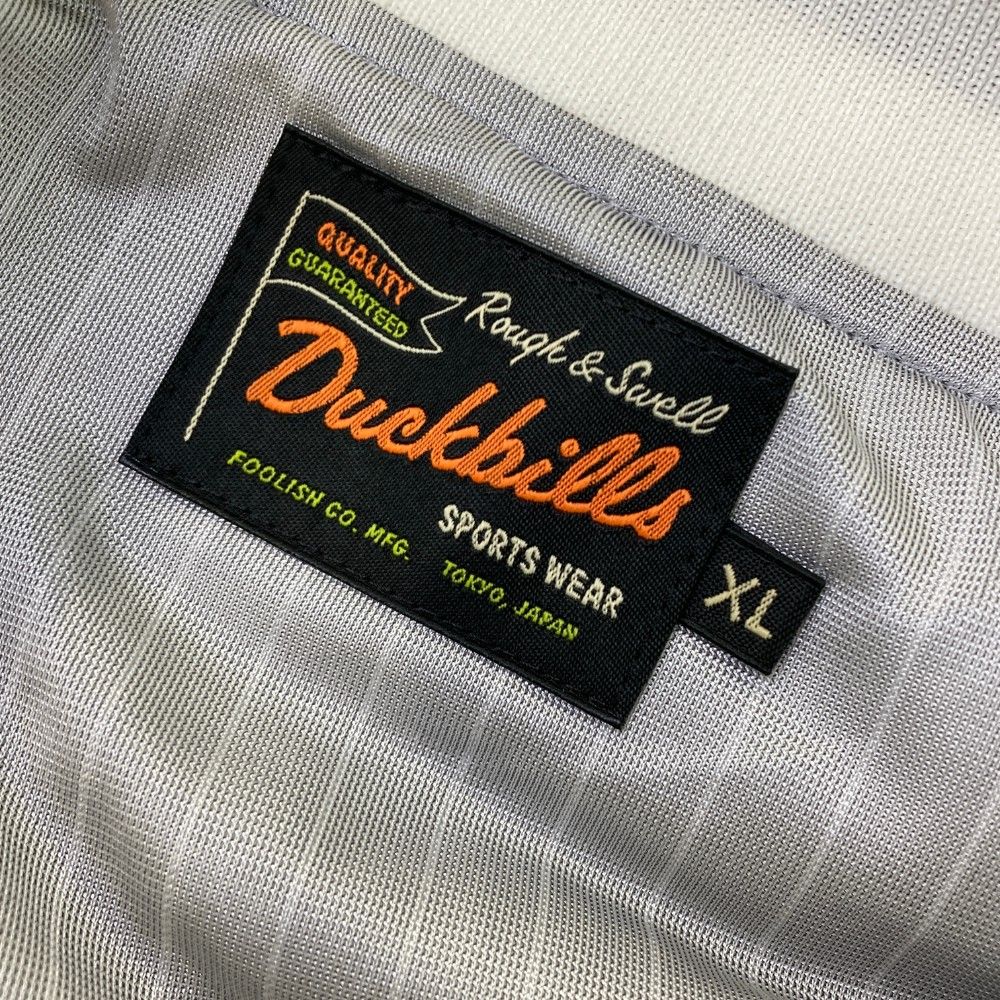 QUALITY
GUARANTEED
Rough & Swell
Duckbills
SPORTS WEAR
FOOLISH CO. MFG. TOKYO, JAPAN
XL